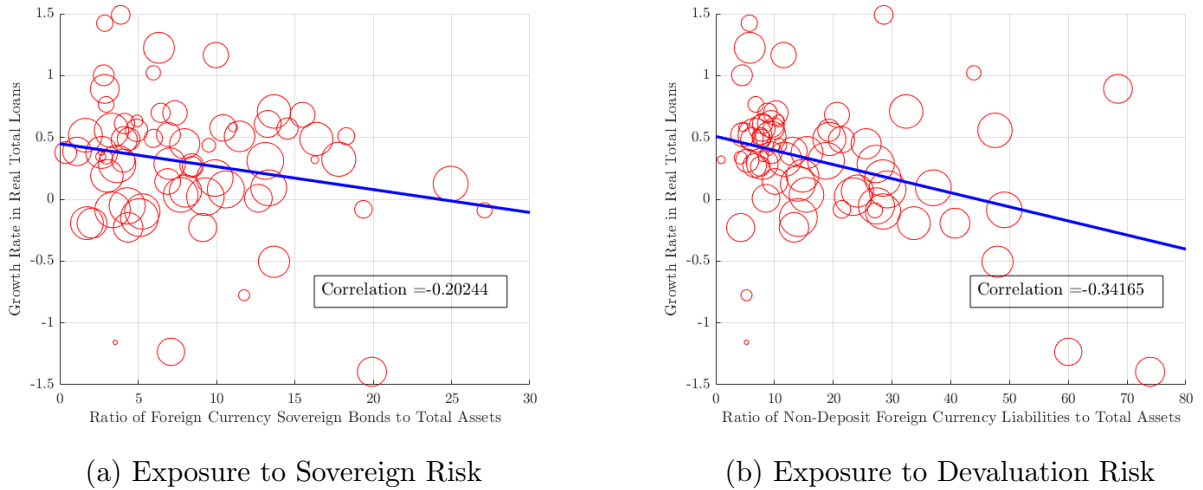 1.5
1
0.5
0
-0.5
-1
-1.5
Growth Rate in Real Total Loans
Correlation =-0.20244
0 5 10 15 20 25 30
Ratio of Foreign Currency Sovereign Bonds to Total Assets
(a) Exposure to Sovereign Risk
1.5
1
0.5
0
-0.5
-1
-1.5
Growth Rate in Real Total Loans
Correlation =-0.34165
0 10 20 30 40 50 60 70 80
Ratio of Non-Deposit Foreign Currency Liabilities to Total Assets
(b) Exposure to Devaluation Risk